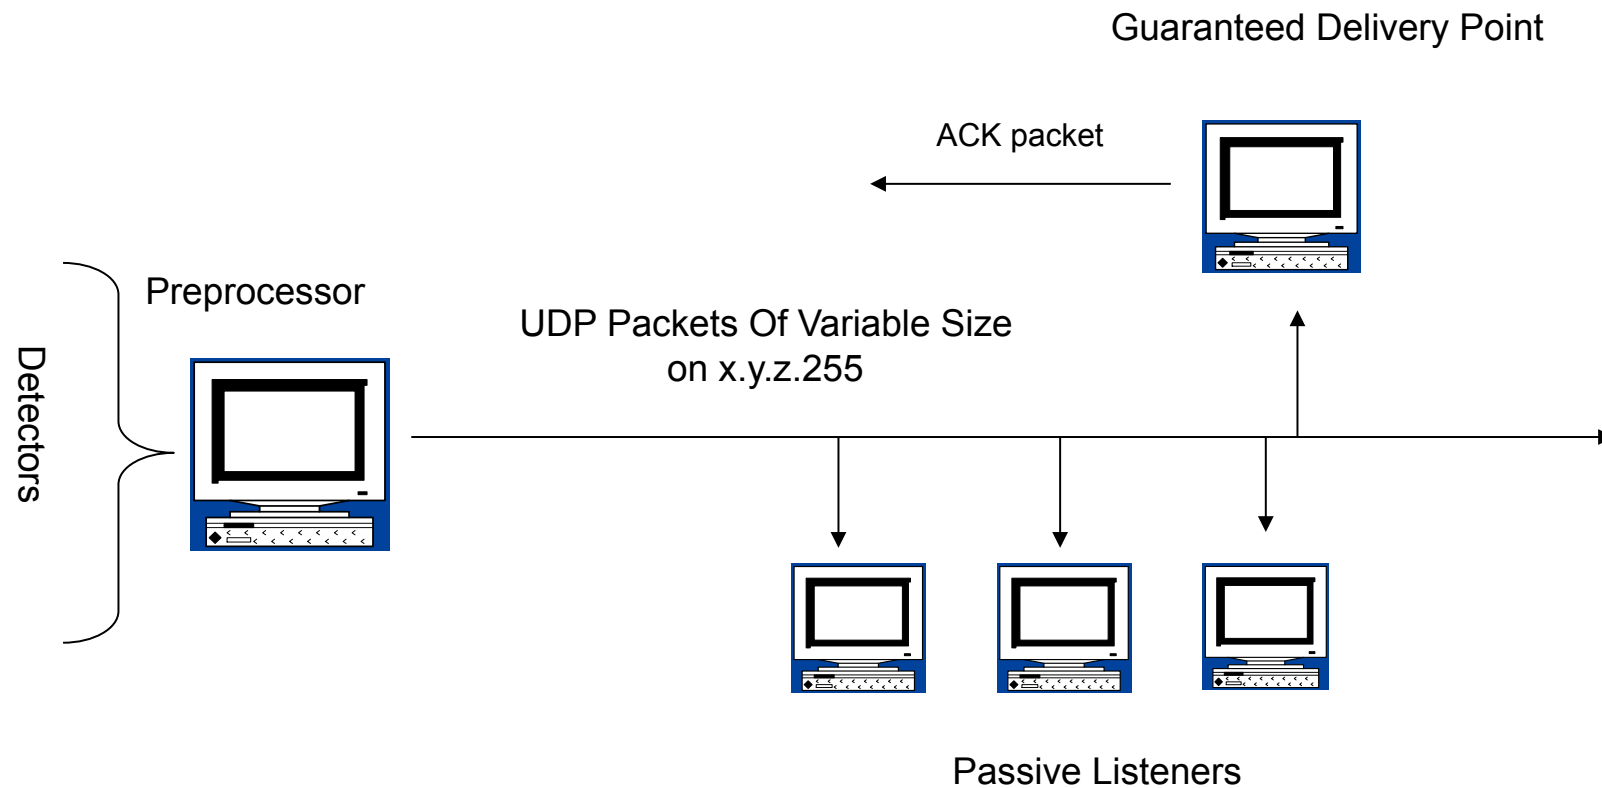 Guaranteed Delivery Point
ACK packet
Preprocessor
UDP Packets Of Variable Size
on x.y.z.255
Detectors
Passive Listeners